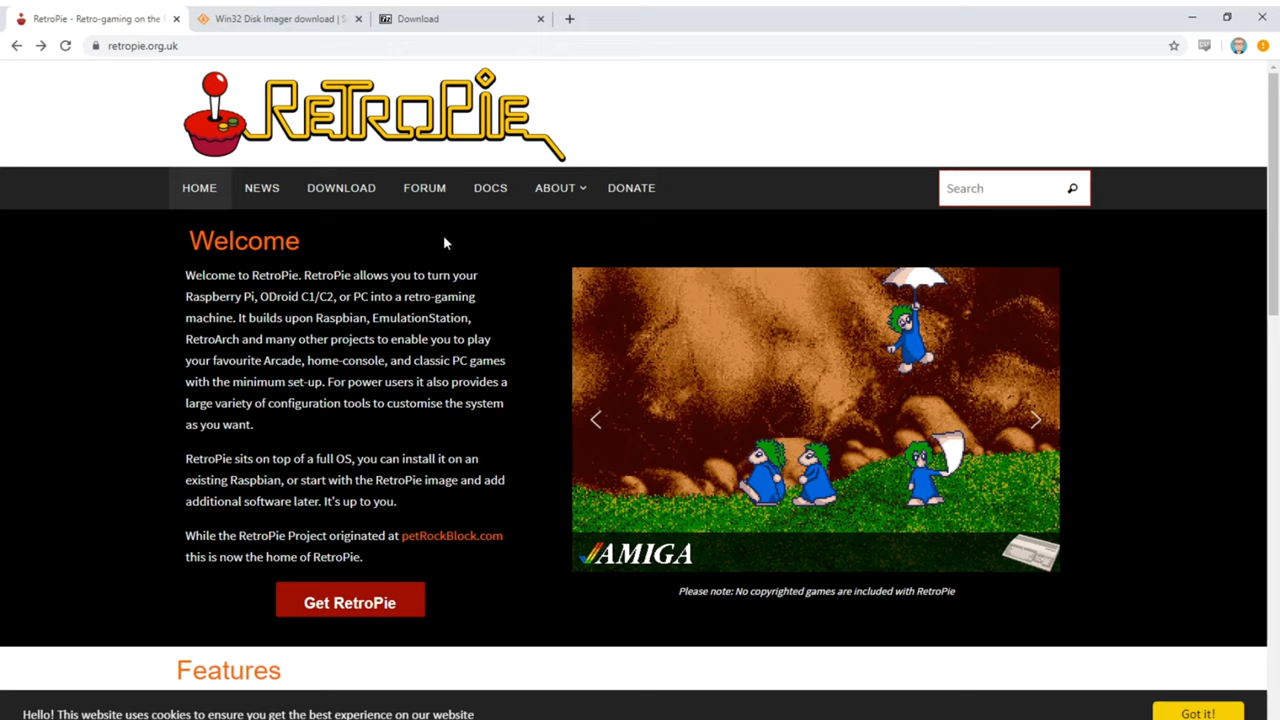 RetroPie - Retro-gaming on the
Win32 Disk Imager download | S
7z Download
retropie.org.uk
RETROPIE
HOME NEWS DOWNLOAD FORUM DOCS ABOUT DONATE
Search
Welcome
Welcome to RetroPie. RetroPie allows you to turn your
Raspberry Pi, ODroid C1/C2, or PC into a retro-gaming
machine. It builds upon Raspbian, EmulationStation,
RetroArch and many other projects to enable you to play
your favourite Arcade, home-console, and classic PC games
with the minimum set-up. For power users it also provides a
large variety of configuration tools to customise the system
as you want.
RetroPie sits on top of a full OS, you can install it on an
existing Raspbian, or start with the RetroPie image and add
additional software later. It's up to you.
While the RetroPie Project originated at petRockBlock.com
this is now the home of RetroPie.
Get RetroPie
AMIGA
Please note: No copyrighted games are included with RetroPie
Features
Hello! This website uses cookies to ensure you get the best experience on our website
Got it!